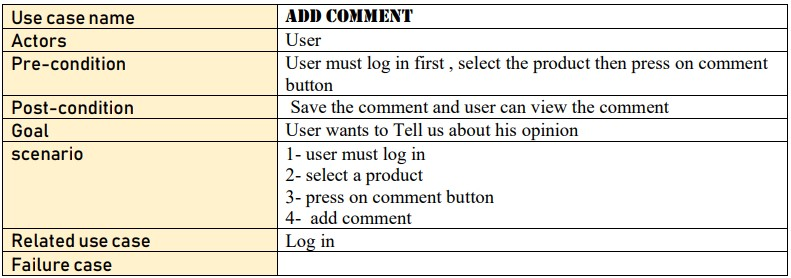 Use case name ADD COMMENT
Actors User
Pre-condition User must log in first , select the product then press on comment
button
Post-condition Save the comment and user can view the comment
Goal User wants to Tell us about his opinion
scenario 1- user must log in
2- select a product
3- press on comment button
4- add comment
Related use case Log in
Failure case